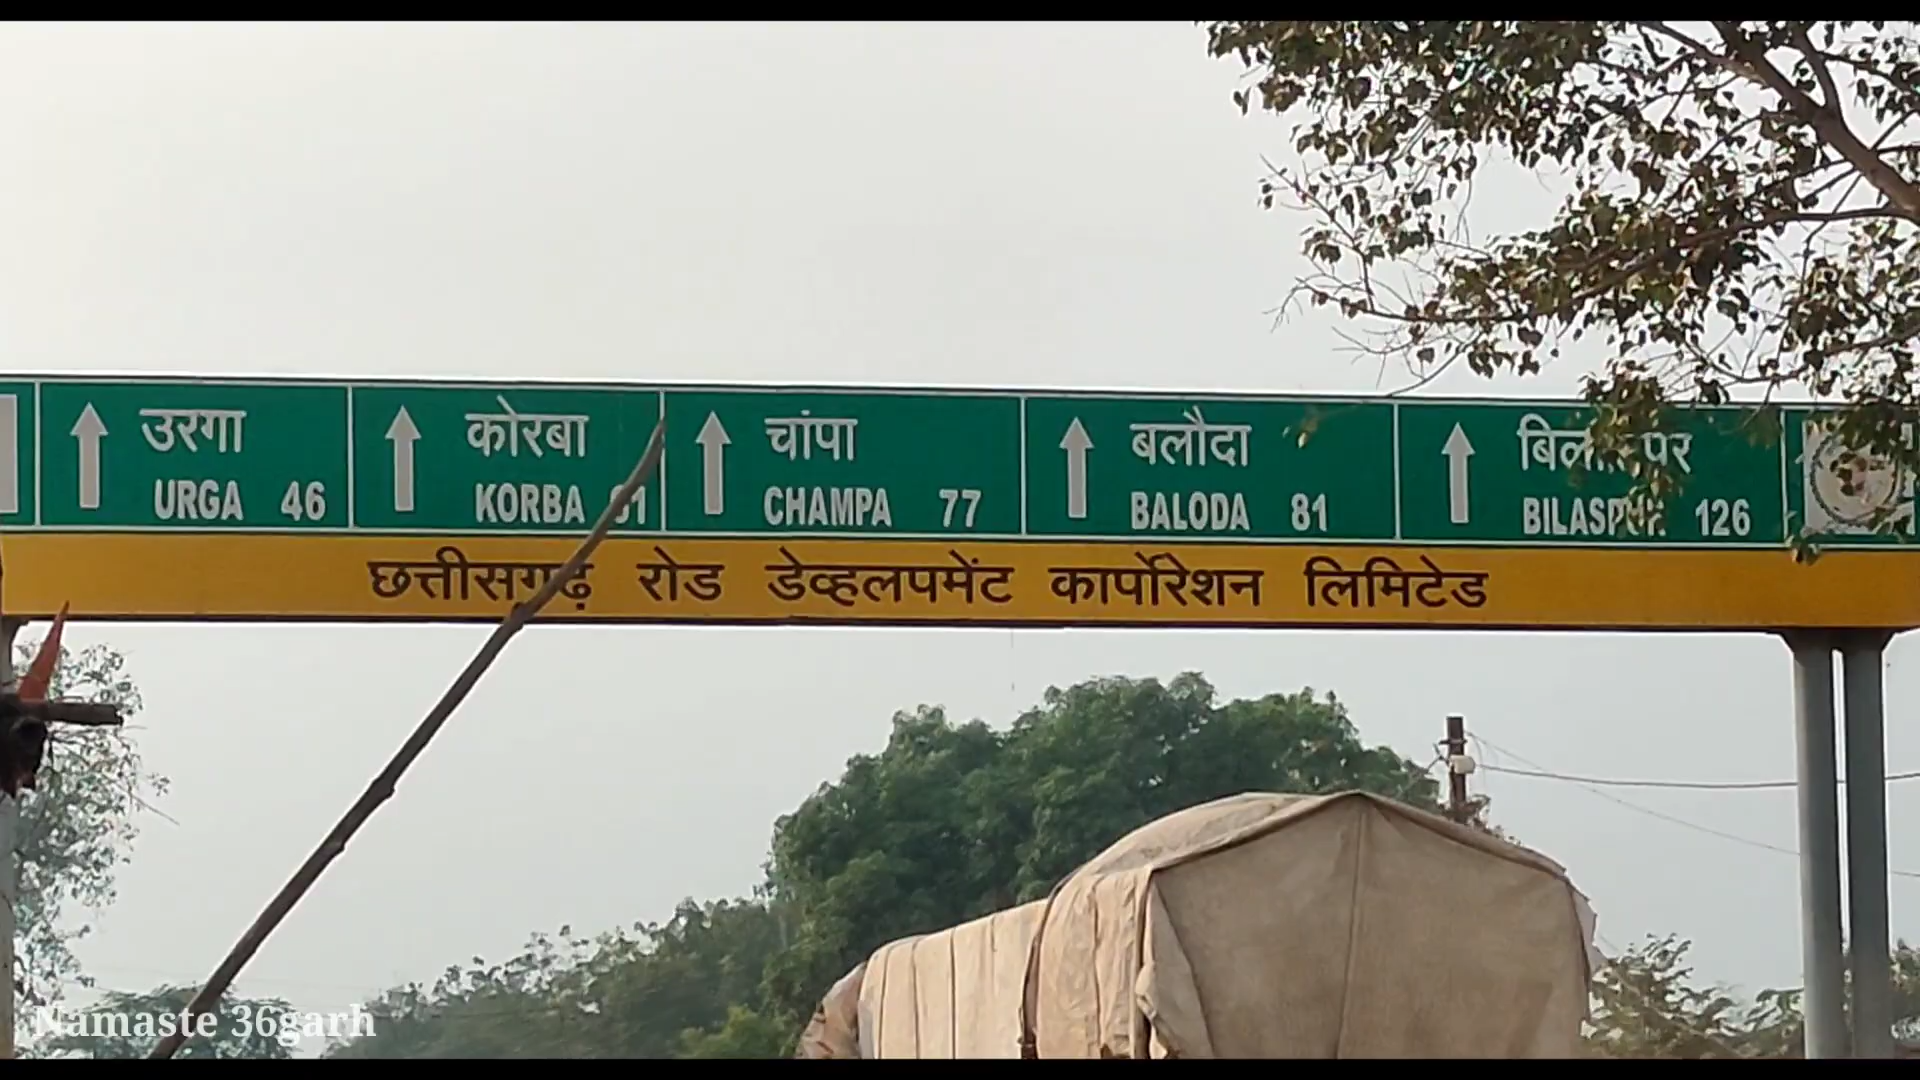 उरगा
URGA 46
कोरबा
KORBA
चांपा
CHAMPA 77
बलौदा
BALODA 81
BILASPUR 126
छत्तीसगढ़ रोड डेव्हलपमेंट कार्पोरेशन लिमिटेड
Namaste 36garh